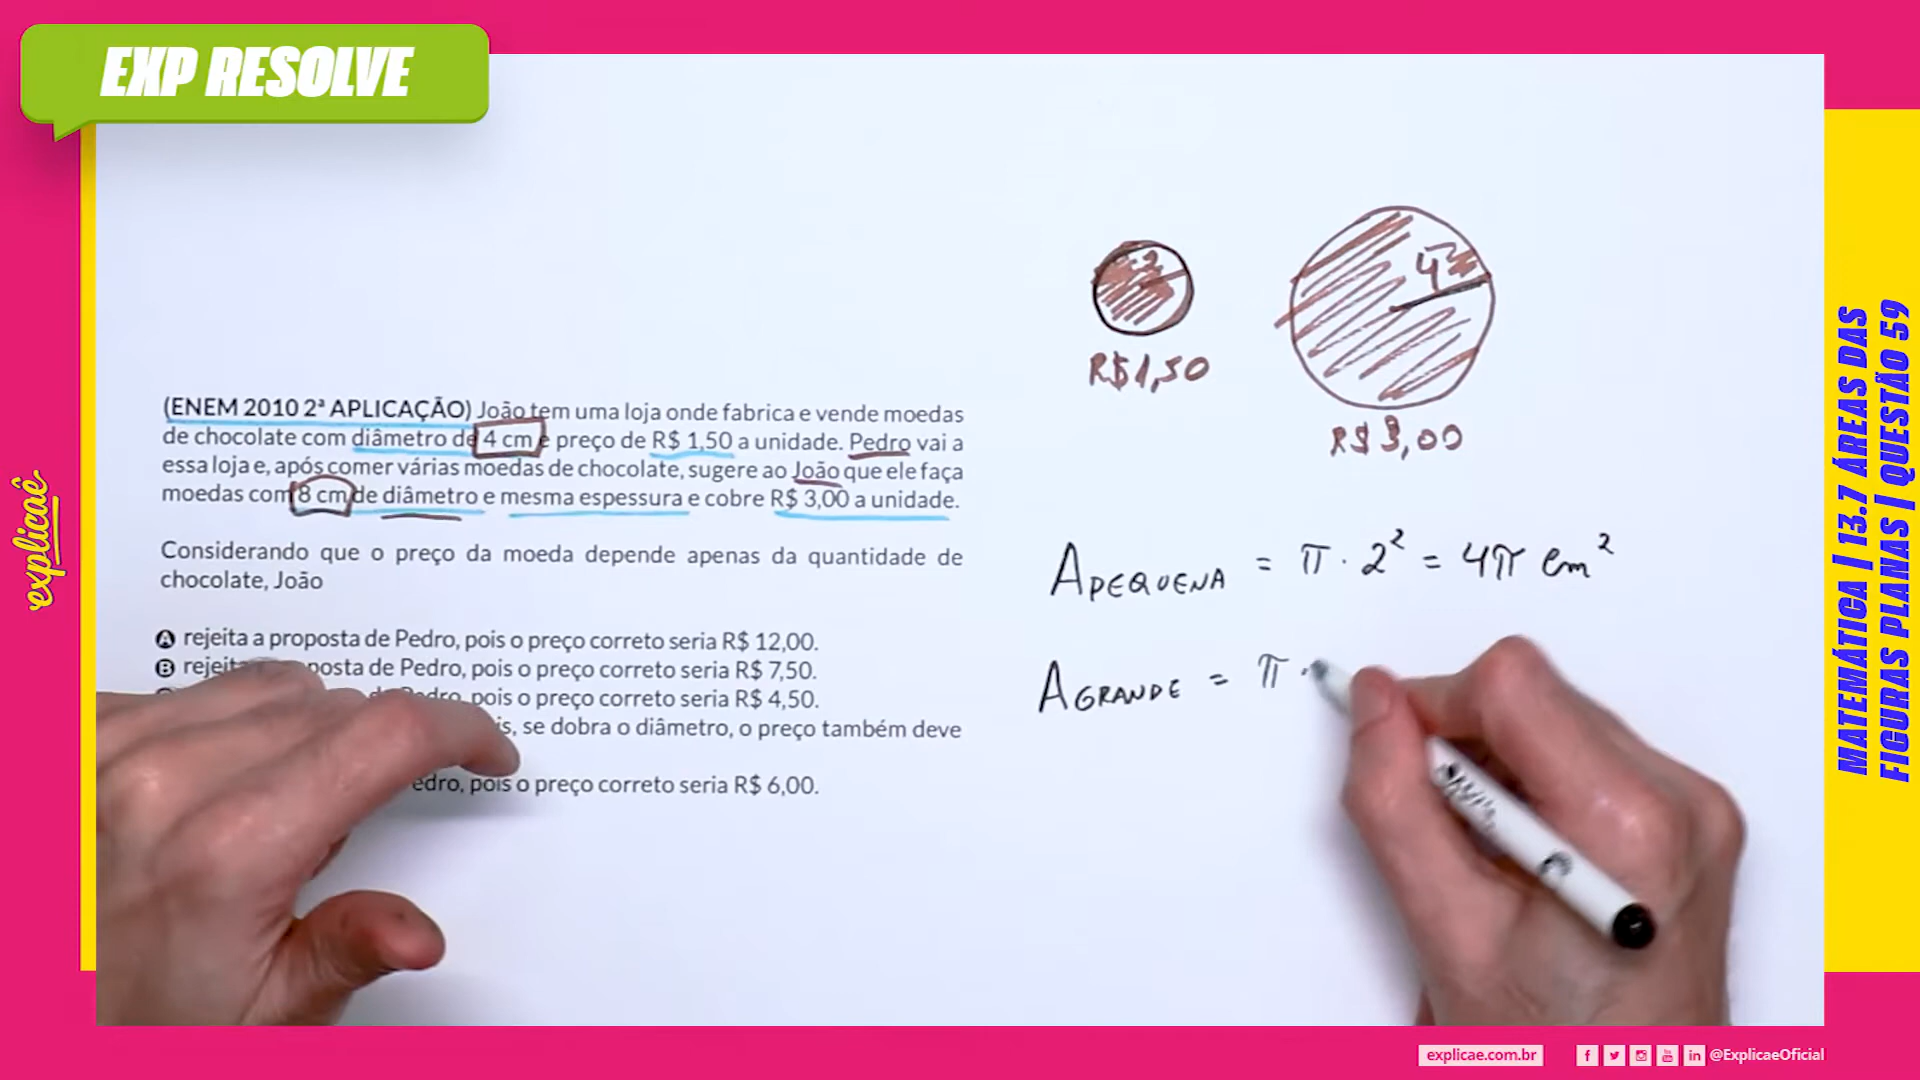 EXP RESOLVE
(ENEM 2010 2ª APLICAÇÃO) João tem uma loja onde fabrica e vende moedas
de chocolate com diâmetro de 4 cm e preço de R$ 1,50 a unidade. Pedro vai a
essa loja e, após comer várias moedas de chocolate, sugere ao João que ele faça
moedas com 8 cm de diâmetro e mesma espessura e cobre R$ 3,00 a unidade.
Considerando que o preço da moeda depende apenas da quantidade de
chocolate, João
A rejeita a proposta de Pedro, pois o preço correto seria R$ 12,00.
B pois o preço correto seria R$ 7,50.
pois o preço correto seria R$ 4,50.
se dobra o diâmetro, o preço também deve
pois o preço correto seria R$ 6,00.
2
R$1,50
4
R$ 3,00
APEQUENA = π · 2² = 4π cm²
AGRANDE = π ·
explicaê
MATEMÁTICA | 13.7 ÁREAS DAS
FIGURAS PLANAS | QUESTÃO 59
explicae.com.br
@ExplicaeOficial